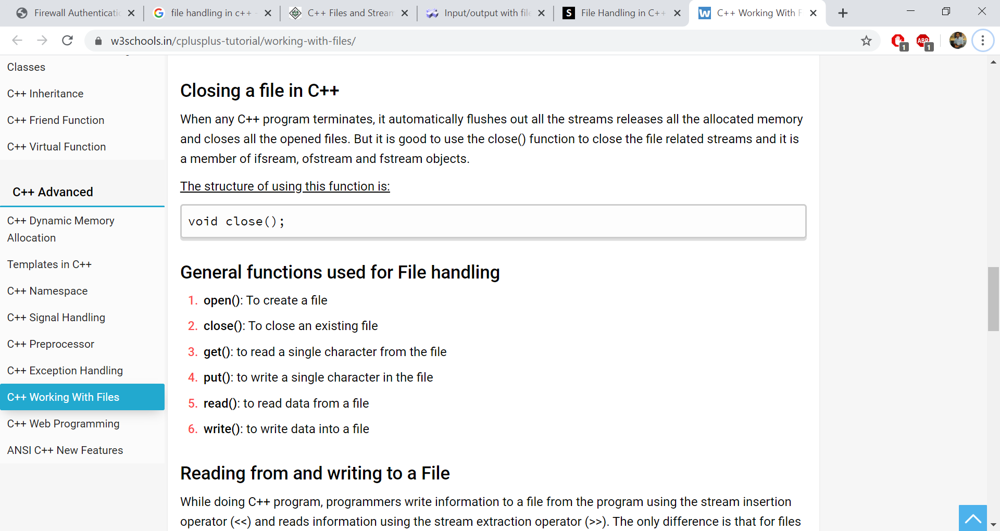 Firewall Authenticatic
file handling in c++ -
C++ Files and Stream
Input/output with file
File Handling in C++
C++ Working With F
w3schools.in/cplusplus-tutorial/working-with-files/
ABP
1
1
Classes
C++ Inheritance
C++ Friend Function
C++ Virtual Function
C++ Advanced
C++ Dynamic Memory
Allocation
Templates in C++
C++ Namespace
C++ Signal Handling
C++ Preprocessor
C++ Exception Handling
C++ Working With Files
C++ Web Programming
ANSI C++ New Features
Closing a file in C++
When any C++ program terminates, it automatically flushes out all the streams releases all the allocated memory
and closes all the opened files. But it is good to use the close() function to close the file related streams and it is
a member of ifsream, ofstream and fstream objects.
The structure of using this function is:
void close();
General functions used for File handling
1. open(): To create a file
2. close(): To close an existing file
3. get(): to read a single character from the file
4. put(): to write a single character in the file
5. read(): to read data from a file
6. write(): to write data into a file
Reading from and writing to a File
While doing C++ program, programmers write information to a file from the program using the stream insertion
operator (<<) and reads information using the stream extraction operator (>>). The only difference is that for files